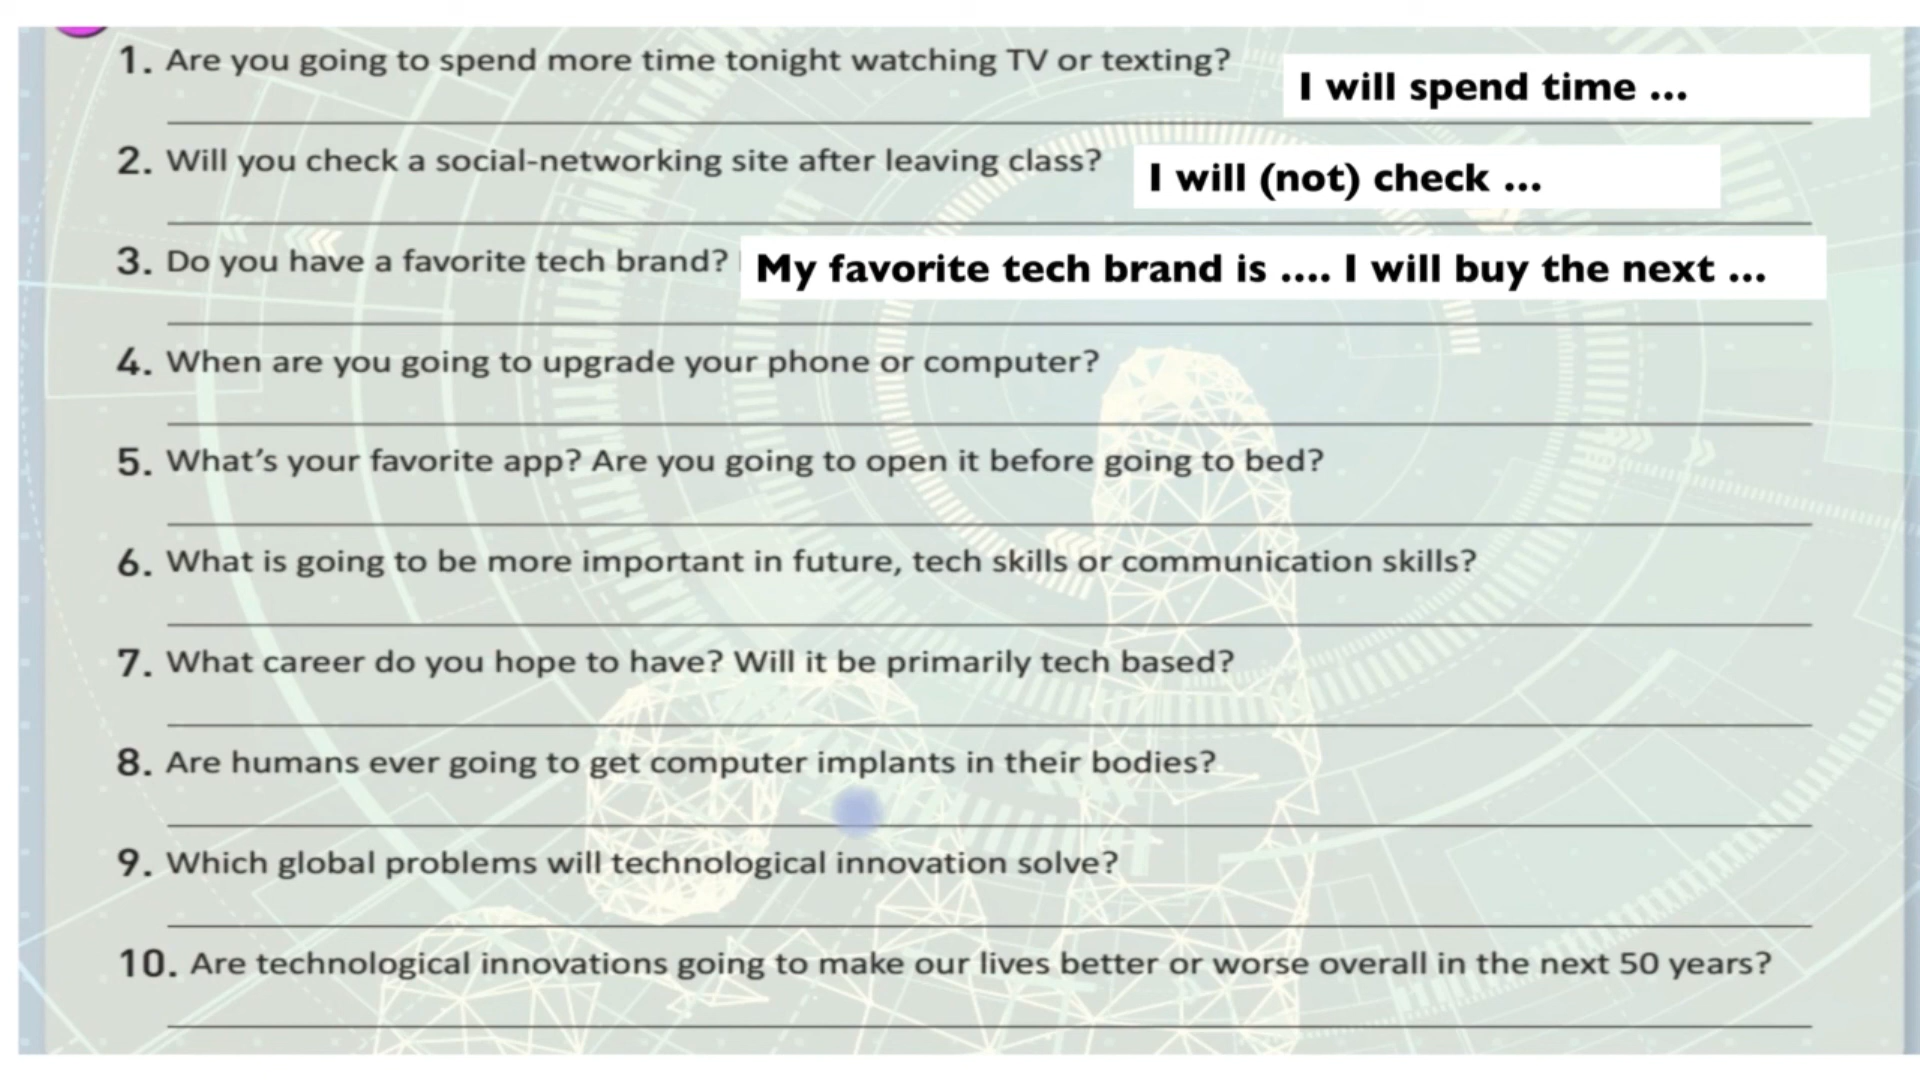 1. Are you going to spend more time tonight watching TV or texting?
I will spend time ...
2. Will you check a social-networking site after leaving class?
I will (not) check ...
3. Do you have a favorite tech brand?
My favorite tech brand is .... I will buy the next ...
4. When are you going to upgrade your phone or computer?
5. What's your favorite app? Are you going to open it before going to bed?
6. What is going to be more important in future, tech skills or communication skills?
7. What career do you hope to have? Will it be primarily tech based?
8. Are humans ever going to get computer implants in their bodies?
9. Which global problems will technological innovation solve?
10. Are technological innovations going to make our lives better or worse overall in the next 50 years?